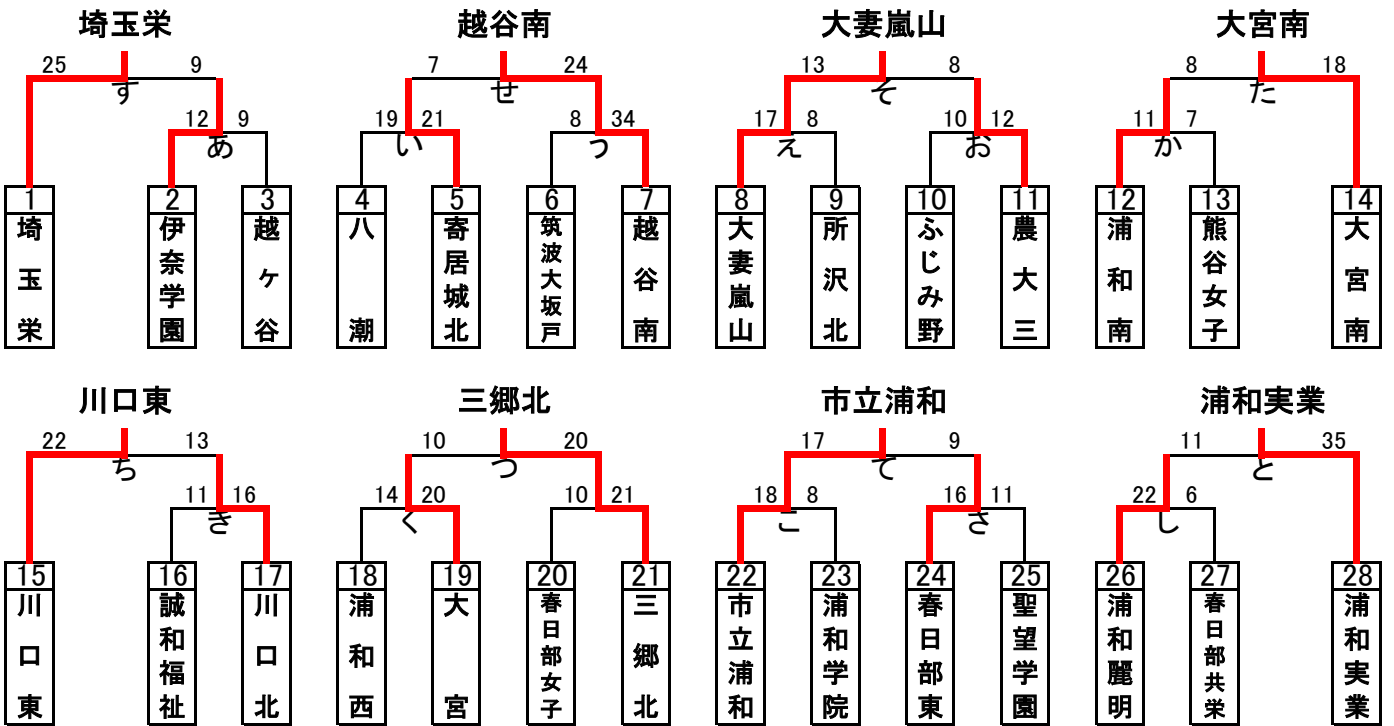 埼玉栄 越谷南 大妻嵐山 大宮南
25 9 7 24 13 8 8 18
す せ そ た
12 9 19 21 8 34 17 8 10 12 11 7
あ い う え お か
1 2 3 4 5 6 7 8 9 10 11 12 13 14
埼玉栄
伊奈学園
越ヶ谷
八潮
寄居城北
筑波大坂戸
越谷南
大妻嵐山
所沢北
ふじみ野
農大三
浦和南
熊谷女子
大宮南
川口東 三郷北 市立浦和 浦和実業
22 13 10 20 17 9 11 35
ち つ て と
11 16 14 20 10 21 18 8 16 11 22 6
き く こ さ し
15 16 17 18 19 20 21 22 23 24 25 26 27 28
川口東
誠和福祉
川口北
浦和西
大宮
春日部女子
三郷北
市立浦和
浦和学院
春日部東
聖望学園
浦和麗明
春日部共栄
浦和実業